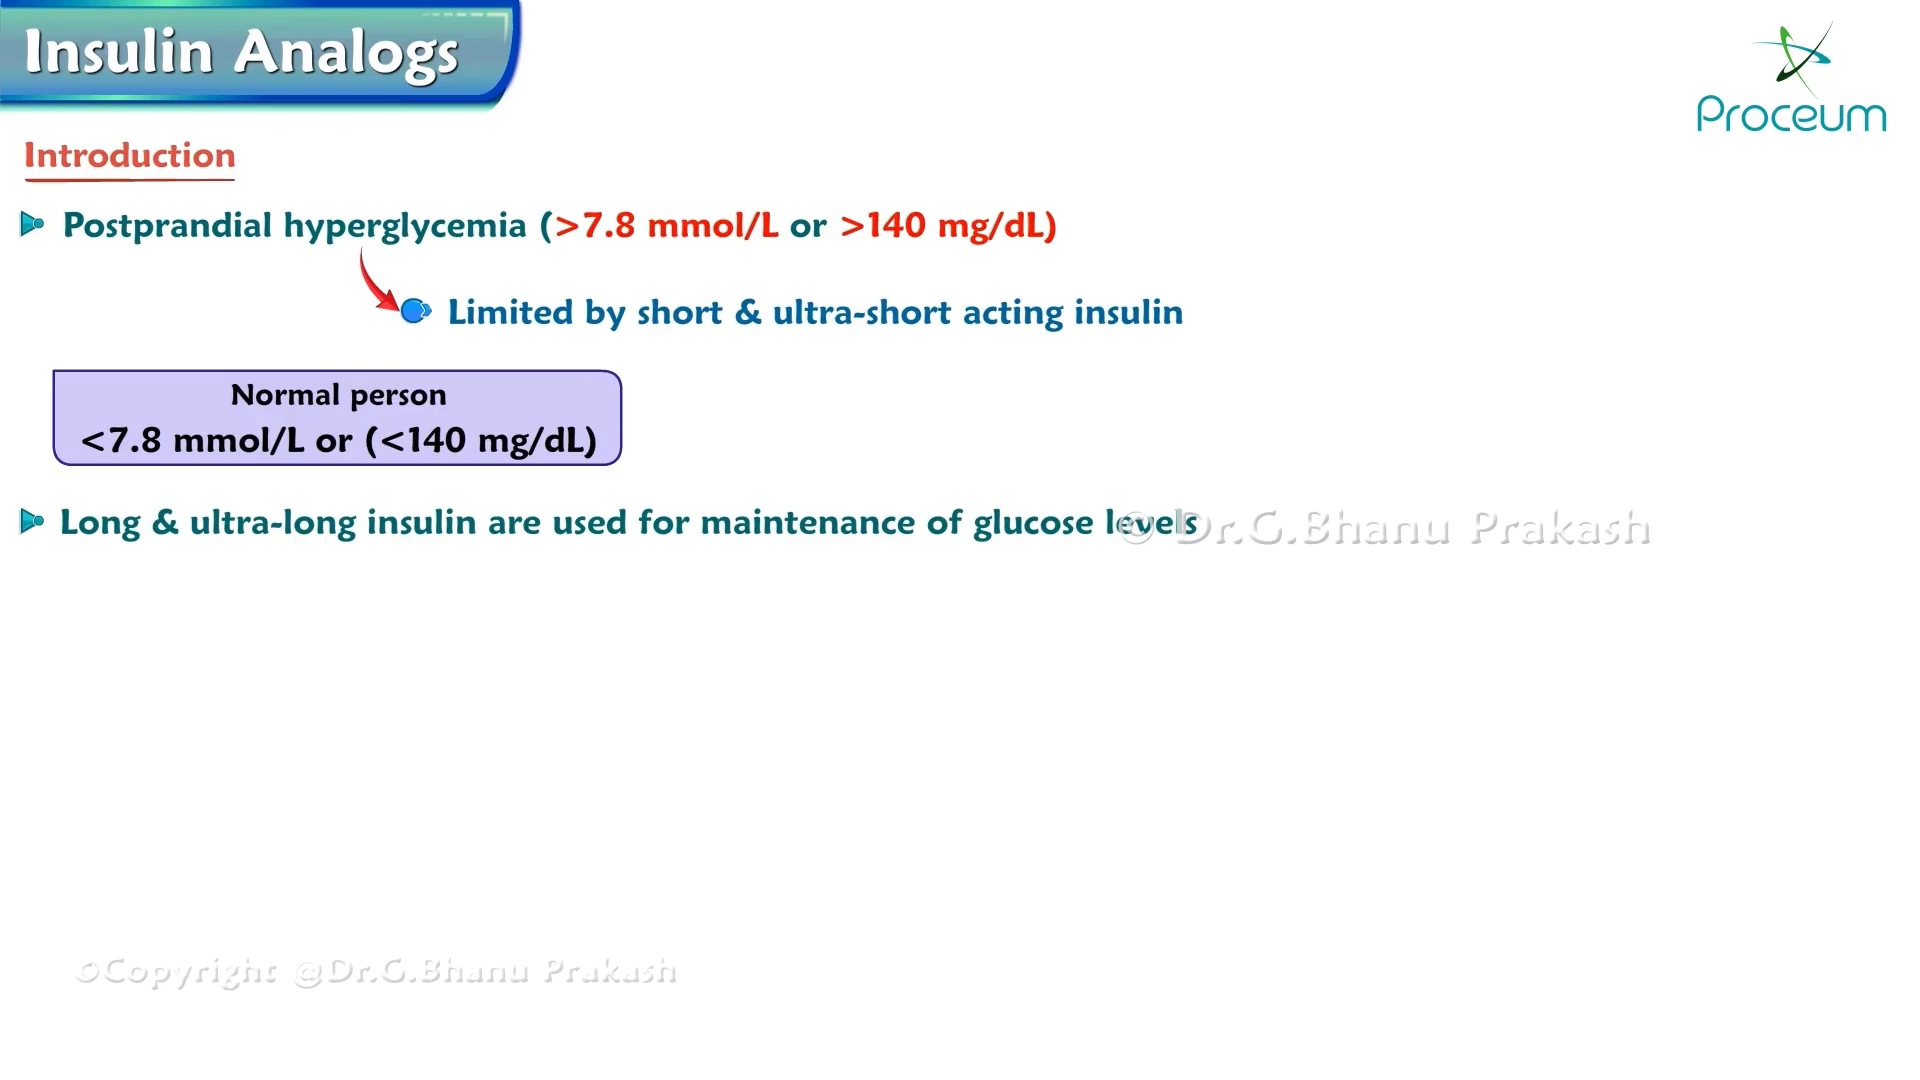 Insulin Analogs
Proceum
Introduction
Postprandial hyperglycemia (>7.8 mmol/L or >140 mg/dL)
Limited by short & ultra-short acting insulin
Normal person
<7.8 mmol/L or (<140 mg/dL)
Long & ultra-long insulin are used for maintenance of glucose levels
© Dr.G.Bhanu Prakash
©Copyright @Dr.G.Bhanu Prakash